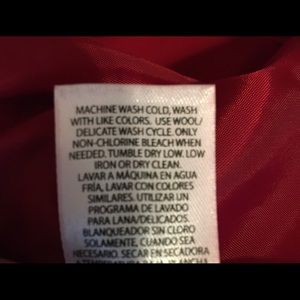 MACHINE WASH COLD, WASH
WITH LIKE COLORS. USE WOOL/
DELICATE WASH CYCLE. ONLY
NON-CHLORINE BLEACH WHEN
NEEDED. TUMBLE DRY LOW. LOW
IRON OR DRY CLEAN.
LAVAR A MÁQUINA EN AGUA
FRÍA, LAVAR CON COLORES
SIMILARES. UTILIZAR UN
PROGRAMA DE LAVADO
PARA LANA/DELICADOS.
BLANQUEADOR SIN CLORO
SOLAMENTE, CUANDO SEA
NECESARIO. SECAR EN SECADORA
A TEMPERATURA BAJA.